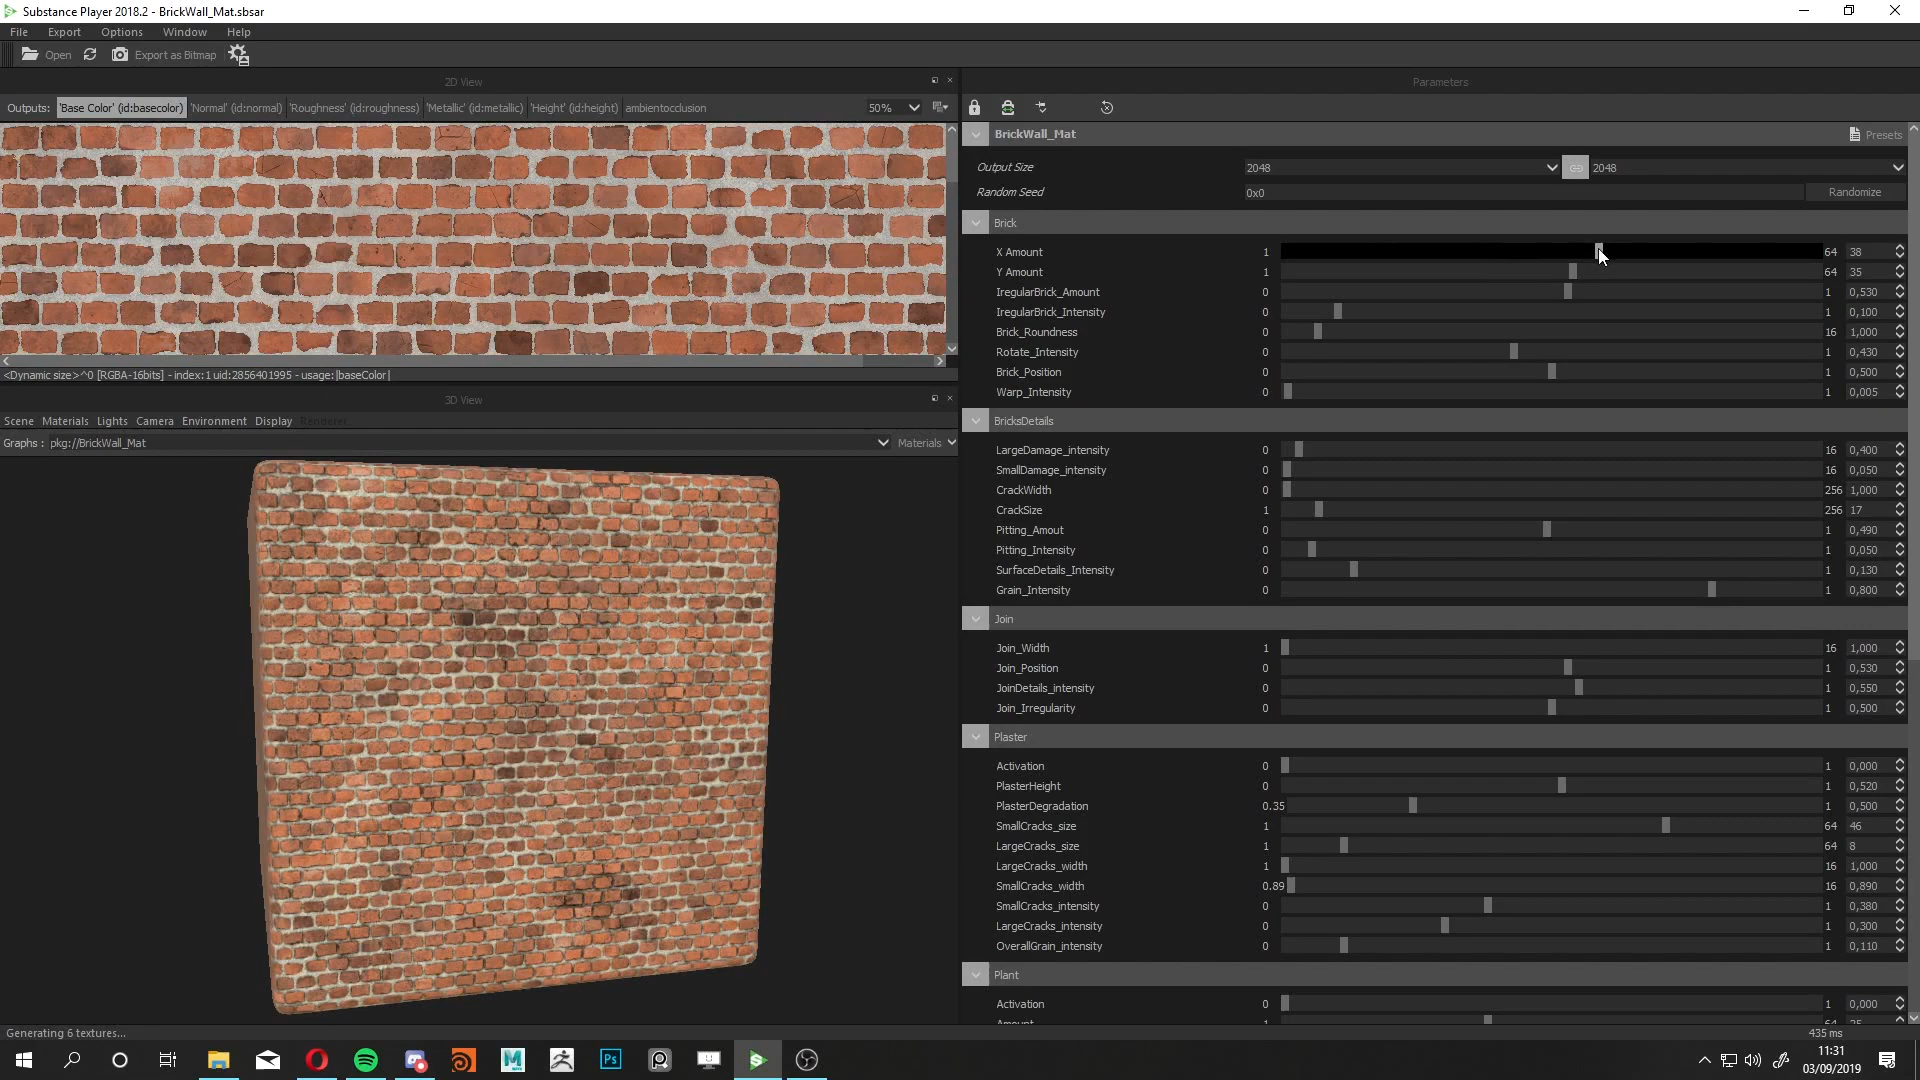 Substance Player 2018.2 - BrickWall_Mat.sbsar
File Export Options Window Help
Open Export as Bitmap
2D View
Outputs: 'Base Color' (id:basecolor) 'Normal' (id:normal) 'Roughness' (id:roughness) 'Metallic' (id:metallic) 'Height' (id:height) ambientocclusion 50%
<Dynamic size>^0 [RGBA-16bits] - index:1 uid:2856401995 - usage:|baseColor|
3D View
Scene Materials Lights Camera Environment Display Renderer
Graphs : pkg://BrickWall_Mat Materials
Parameters
BrickWall_Mat Presets
Output Size 2048 2048
Random Seed 0x0 Randomize
Brick
X Amount 1 64 38
Y Amount 1 64 35
IregularBrick_Amount 0 1 0,530
IregularBrick_Intensity 0 1 0,100
Brick_Roundness 0 16 1,000
Rotate_Intensity 0 1 0,430
Brick_Position 0 1 0,500
Warp_Intensity 0 1 0,005
BricksDetails
LargeDamage_intensity 0 16 0,400
SmallDamage_intensity 0 16 0,050
CrackWidth 0 256 1,000
CrackSize 1 256 17
Pitting_Amout 0 1 0,490
Pitting_Intensity 0 1 0,050
SurfaceDetails_Intensity 0 1 0,130
Grain_Intensity 0 1 0,800
Join
Join_Width 1 16 1,000
Join_Position 0 1 0,530
JoinDetails_intensity 0 1 0,550
Join_Irregularity 0 1 0,500
Plaster
Activation 0 1 0,000
PlasterHeight 0 1 0,520
PlasterDegradation 0.35 1 0,500
SmallCracks_size 1 64 46
LargeCracks_size 1 64 8
LargeCracks_width 1 16 1,000
SmallCracks_width 0.89 16 0,890
SmallCracks_intensity 0 1 0,380
LargeCracks_intensity 0 1 0,300
OverallGrain_intensity 0 1 0,110
Plant
Activation 0 1 0,000
Amount 1 64 25
Generating 6 textures... 435 ms
Ps
11:31
03/09/2019